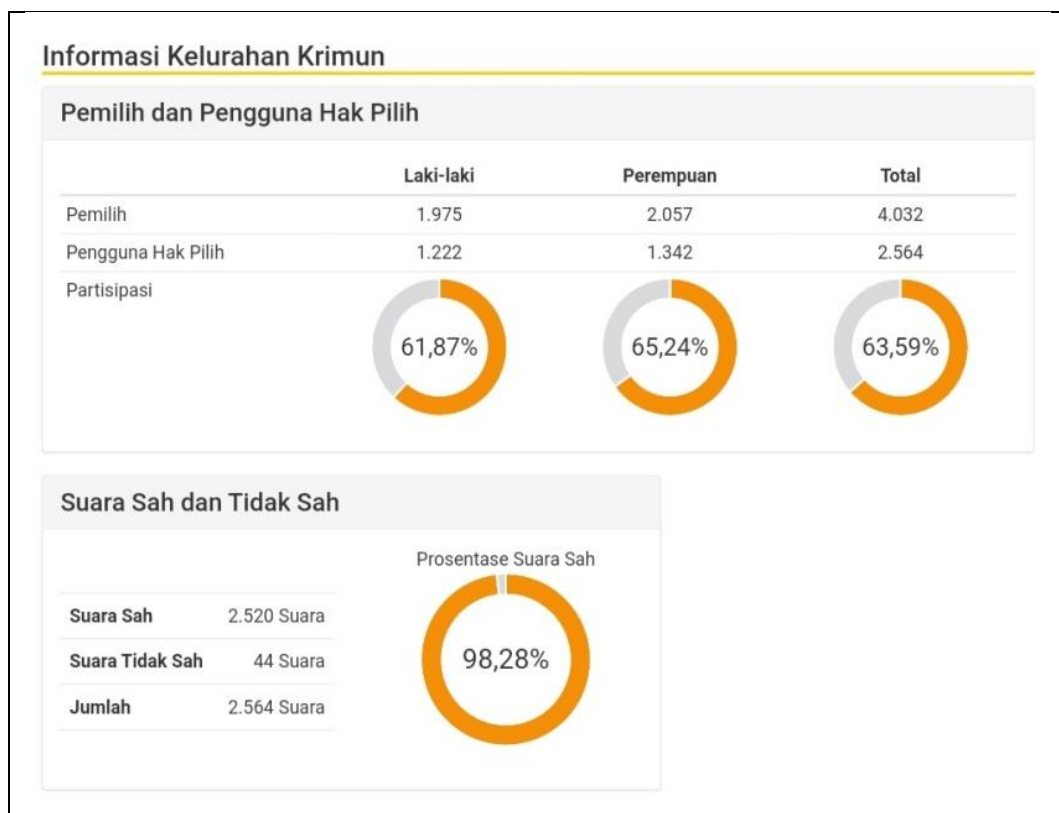 Informasi Kelurahan Krimun
Pemilih dan Pengguna Hak Pilih
Laki-laki Perempuan Total
Pemilih 1.975 2.057 4.032
Pengguna Hak Pilih 1.222 1.342 2.564
Partisipasi
61,87% 65,24% 63,59%
Suara Sah dan Tidak Sah
Prosentase Suara Sah
Suara Sah 2.520 Suara
Suara Tidak Sah 44 Suara
98,28%
Jumlah 2.564 Suara